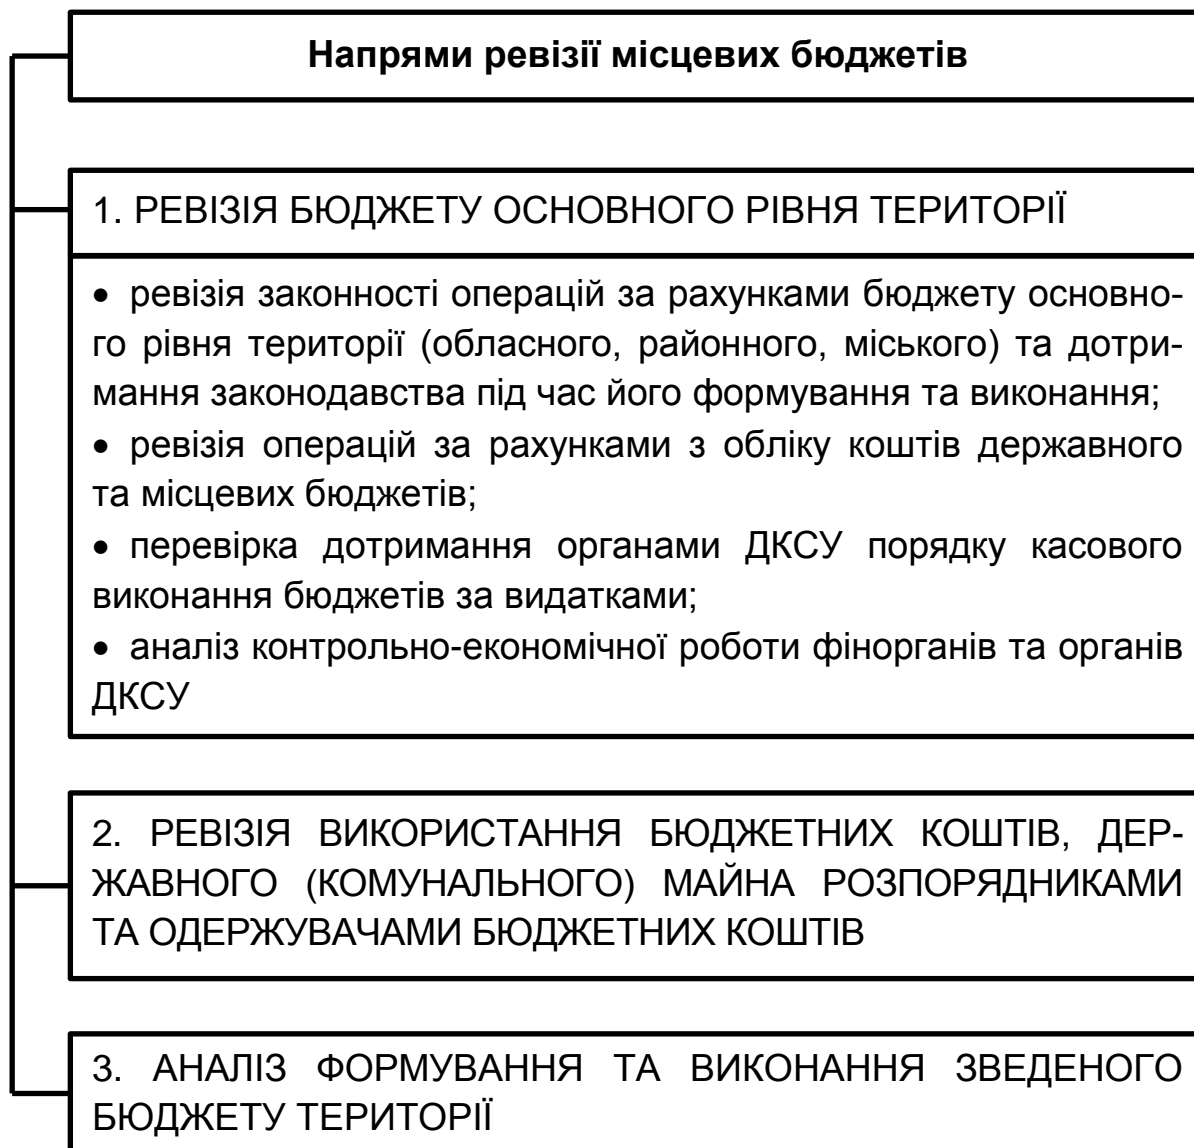 Напрями ревізії місцевих бюджетів
1. РЕВІЗІЯ БЮДЖЕТУ ОСНОВНОГО РІВНЯ ТЕРИТОРІЇ
• ревізія законності операцій за рахунками бюджету основно-
го рівня території (обласного, районного, міського) та дотри-
мання законодавства під час його формування та виконання;
• ревізія операцій за рахунками з обліку коштів державного
та місцевих бюджетів;
• перевірка дотримання органами ДКСУ порядку касового
виконання бюджетів за видатками;
• аналіз контрольно-економічної роботи фінорганів та органів
ДКСУ
2. РЕВІЗІЯ ВИКОРИСТАННЯ БЮДЖЕТНИХ КОШТІВ, ДЕР-
ЖАВНОГО (КОМУНАЛЬНОГО) МАЙНА РОЗПОРЯДНИКАМИ
ТА ОДЕРЖУВАЧАМИ БЮДЖЕТНИХ КОШТІВ
3. АНАЛІЗ ФОРМУВАННЯ ТА ВИКОНАННЯ ЗВЕДЕНОГО
БЮДЖЕТУ ТЕРИТОРІЇ